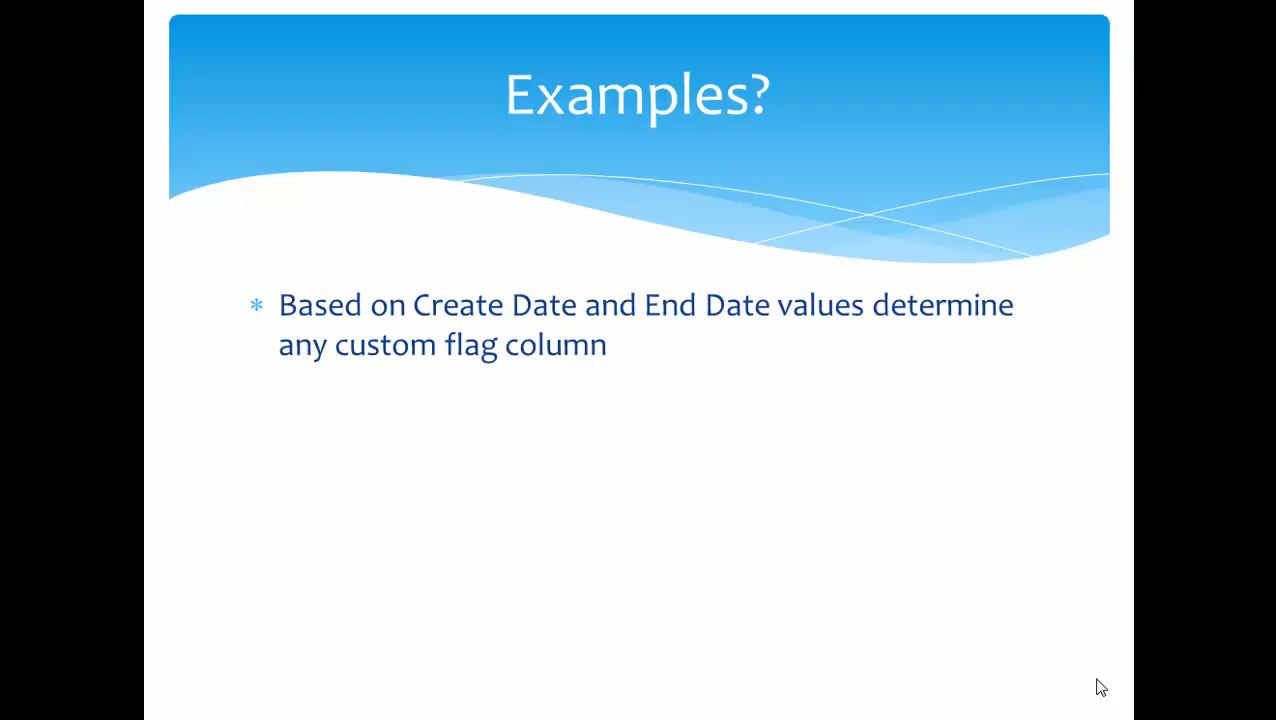 Examples?
* Based on Create Date and End Date values determine
any custom flag column